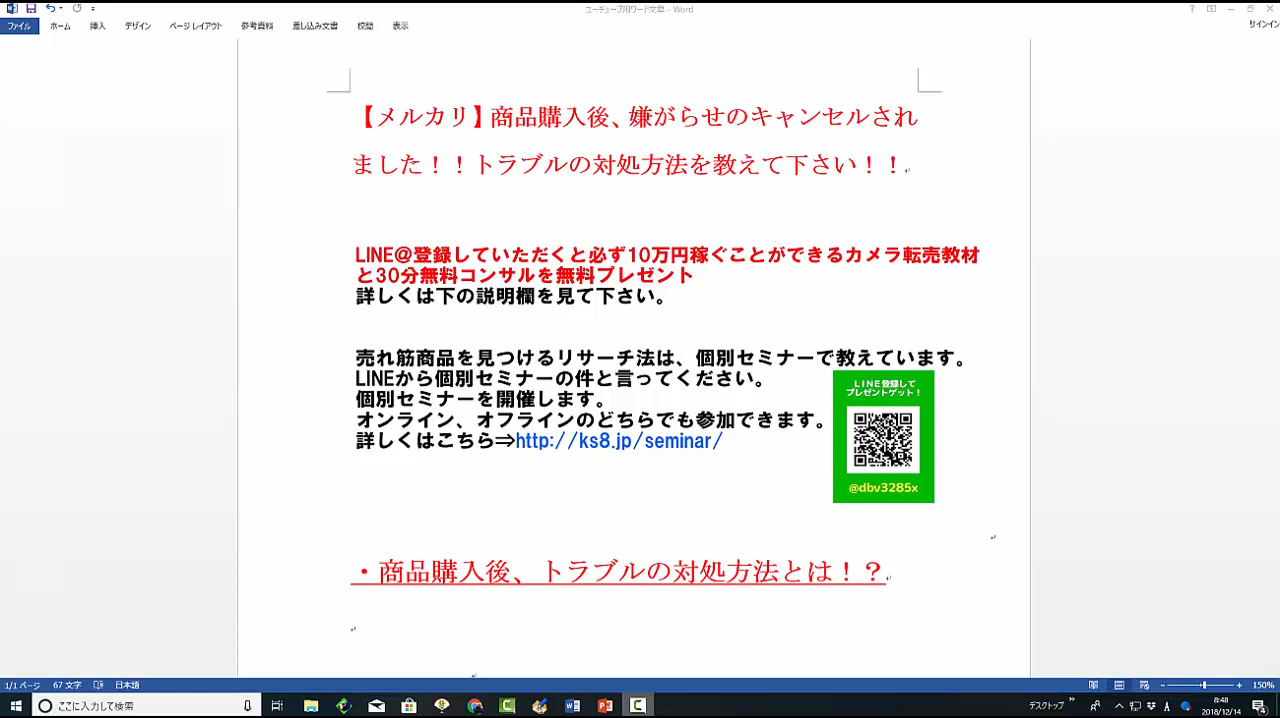 ユーチューブ用ワード文章 - Word
サインイン
ファイル ホーム 挿入 デザイン ページ レイアウト 参考資料 差し込み文書 校閲 表示
【メルカリ】商品購入後、嫌がらせのキャンセルされ
ました！！トラブルの対処方法を教えて下さい！！
LINE＠登録していただくと必ず10万円稼ぐことができるカメラ転売教材
と30分無料コンサルを無料プレゼント
詳しくは下の説明欄を見て下さい。
売れ筋商品を見つけるリサーチ法は、個別セミナーで教えています。
LINEから個別セミナーの件と言ってください。
個別セミナーを開催します。
オンライン、オフラインのどちらでも参加できます。
詳しくはこちら⇒http://ks8.jp/seminar/
LINE登録して
プレゼントゲット！
@dbv3285x
・商品購入後、トラブルの対処方法とは！？
1/1 ページ 67 文字 日本語 150%
ここに入力して検索
デスクトップ
8:48
2018/12/14